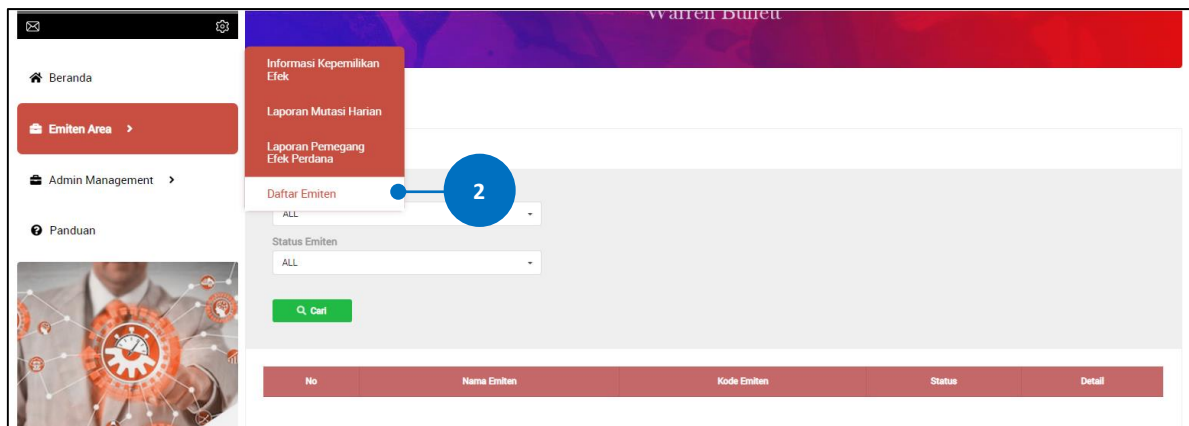 Warren Buffett
Beranda
Emiten Area
Admin Management
Panduan
Informasi Kepemilikan
Efek
Laporan Mutasi Harian
Laporan Pemegang
Efek Perdana
Daftar Emiten
2
ALL
Status Emiten
ALL
Cari
No Nama Emiten Kode Emiten Status Detail